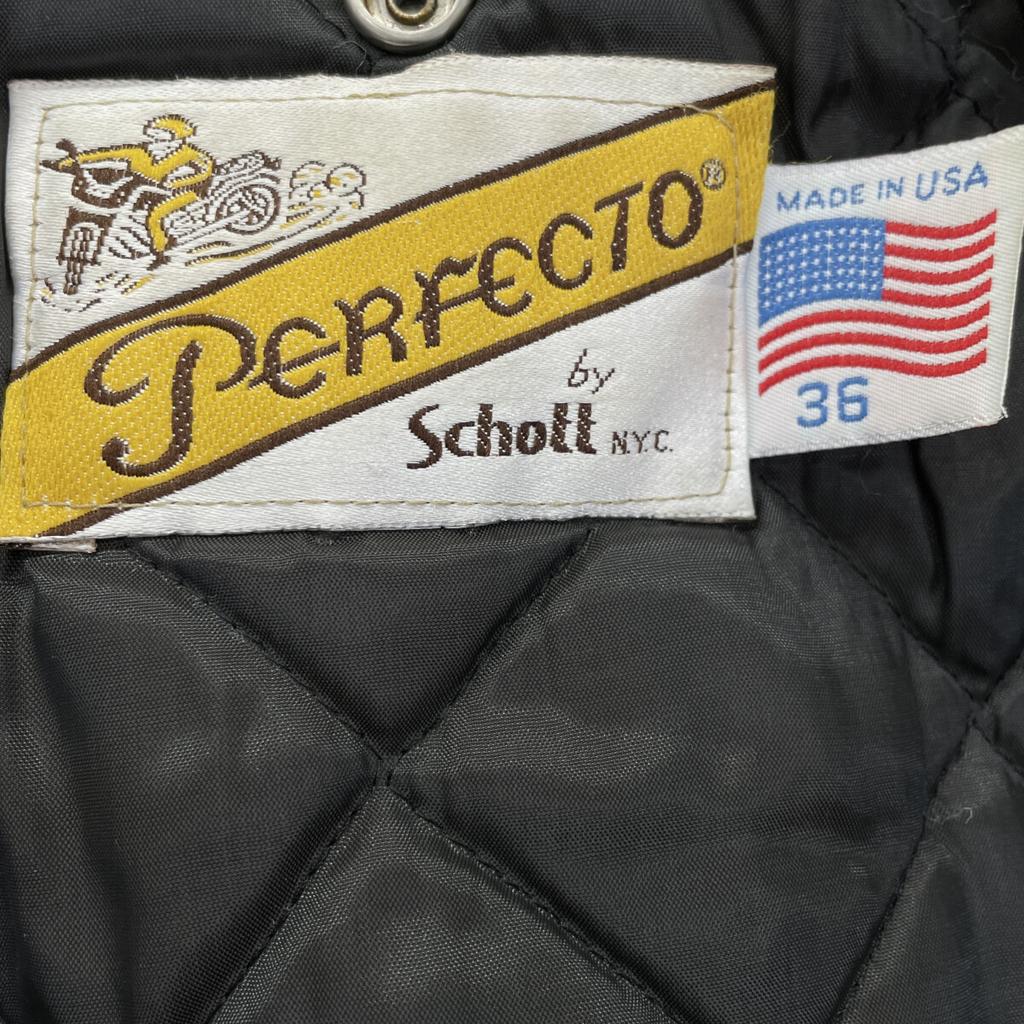 PERFECTO®
by
Schott N.Y.C.
MADE IN USA
36